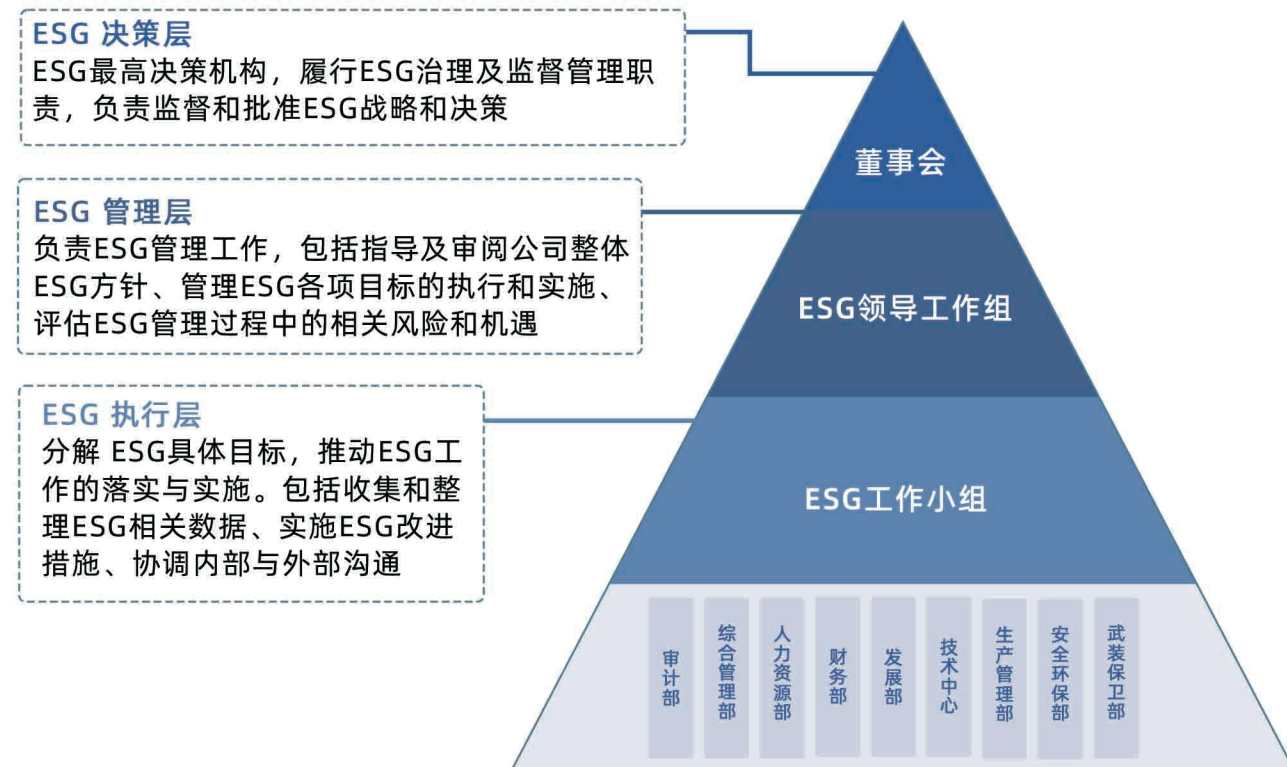 ESG 决策层
ESG最高决策机构，履行ESG治理及监督管理职
责，负责监督和批准ESG战略和决策
董事会
ESG 管理层
负责ESG管理工作，包括指导及审阅公司整体
ESG方针、管理ESG各项目标的执行和实施、
评估ESG管理过程中的相关风险和机遇
ESG领导工作组
ESG 执行层
分解 ESG具体目标，推动ESG工
作的落实与实施。包括收集和整
理ESG相关数据、实施ESG改进
措施、协调内部与外部沟通
ESG工作小组
审计部
综合管理部
人力资源部
财务部
发展部
技术中心
生产管理部
安全环保部
武装保卫部